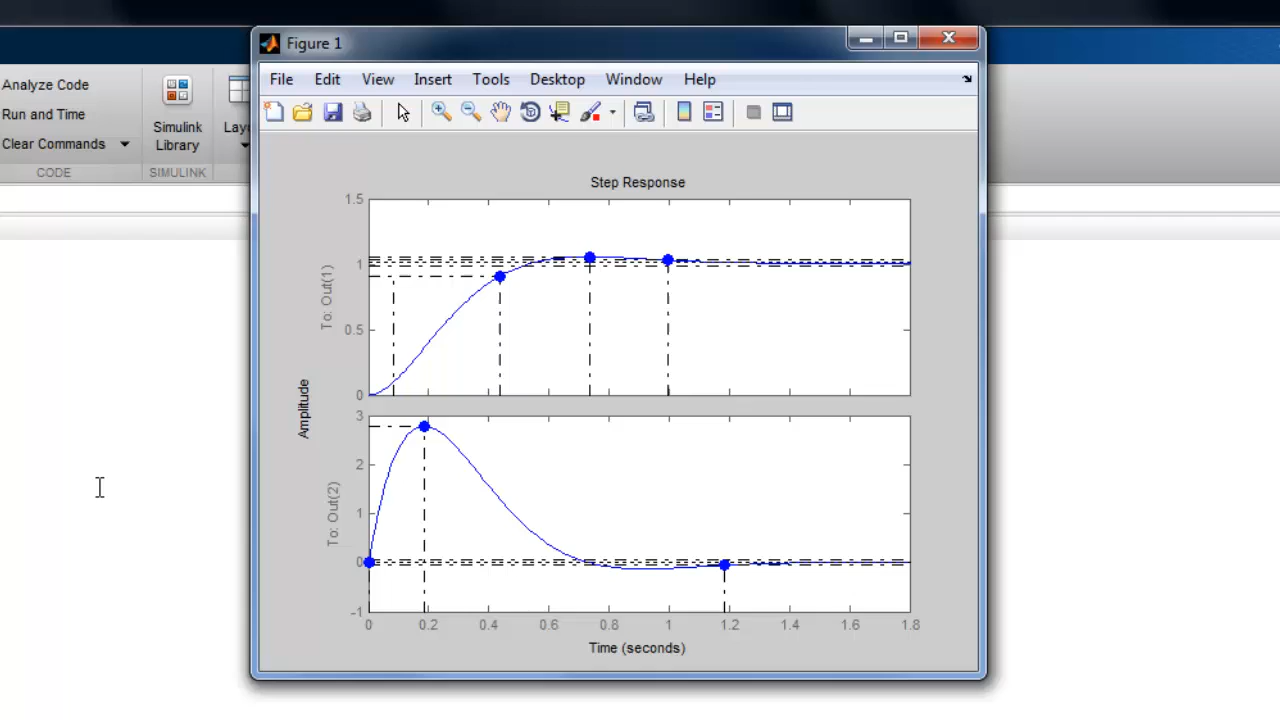 Figure 1
File Edit View Insert Tools Desktop Window Help
Analyze Code
Run and Time
Clear Commands
CODE
Simulink
Library
SIMULINK
Step Response
Amplitude
To: Out(1)
1.5
1
0.5
0
To: Out(2)
3
2
1
0
-1
0 0.2 0.4 0.6 0.8 1 1.2 1.4 1.6 1.8
Time (seconds)